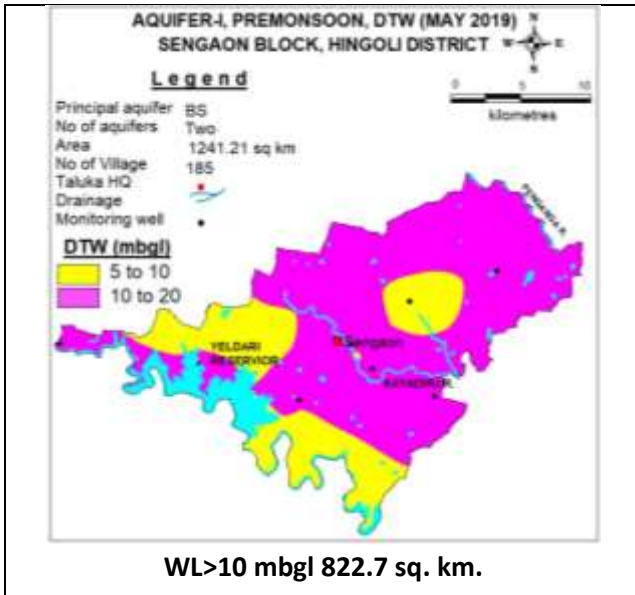 AQUIFER-I, PREMONSOON, DTW (MAY 2019)
SENGAON BLOCK, HINGOLI DISTRICT
N
W E
S
Legend
Principal aquifer BS
No of aquifers Two
Area 1241.21 sq km
No of Village 185
Taluka HQ
Drainage
Monitoring well
DTW (mbgl)
5 to 10
10 to 20
0 5 10
kilometres
PENGANGA R.
YELDARI
RESERVIOR
Sengaon
WL>10 mbgl 822.7 sq. km.